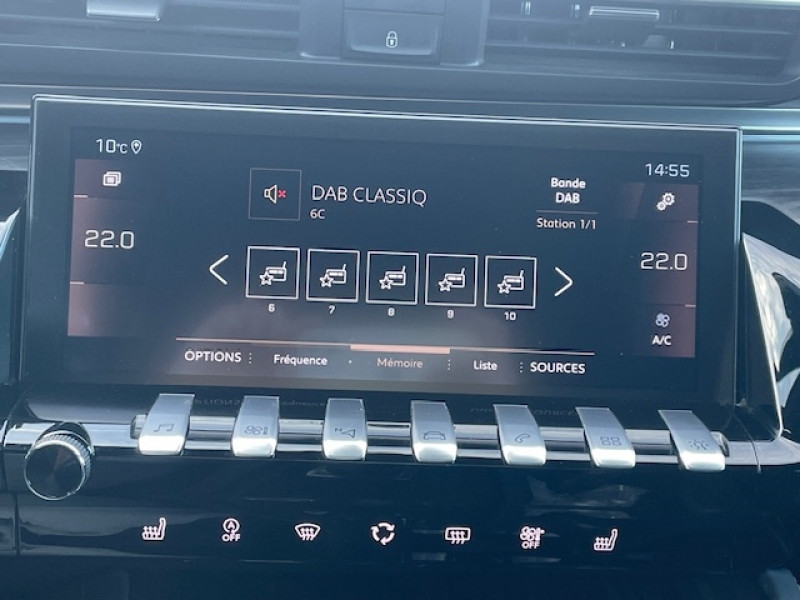 10°C
14:55
DAB CLASSIQ
6C
Bande
DAB
Station 1/1
22.0
22.0
6
7
8
9
10
A/C
OPTIONS
Fréquence
Mémoire
Liste
SOURCES
N
A
OFF
OFF